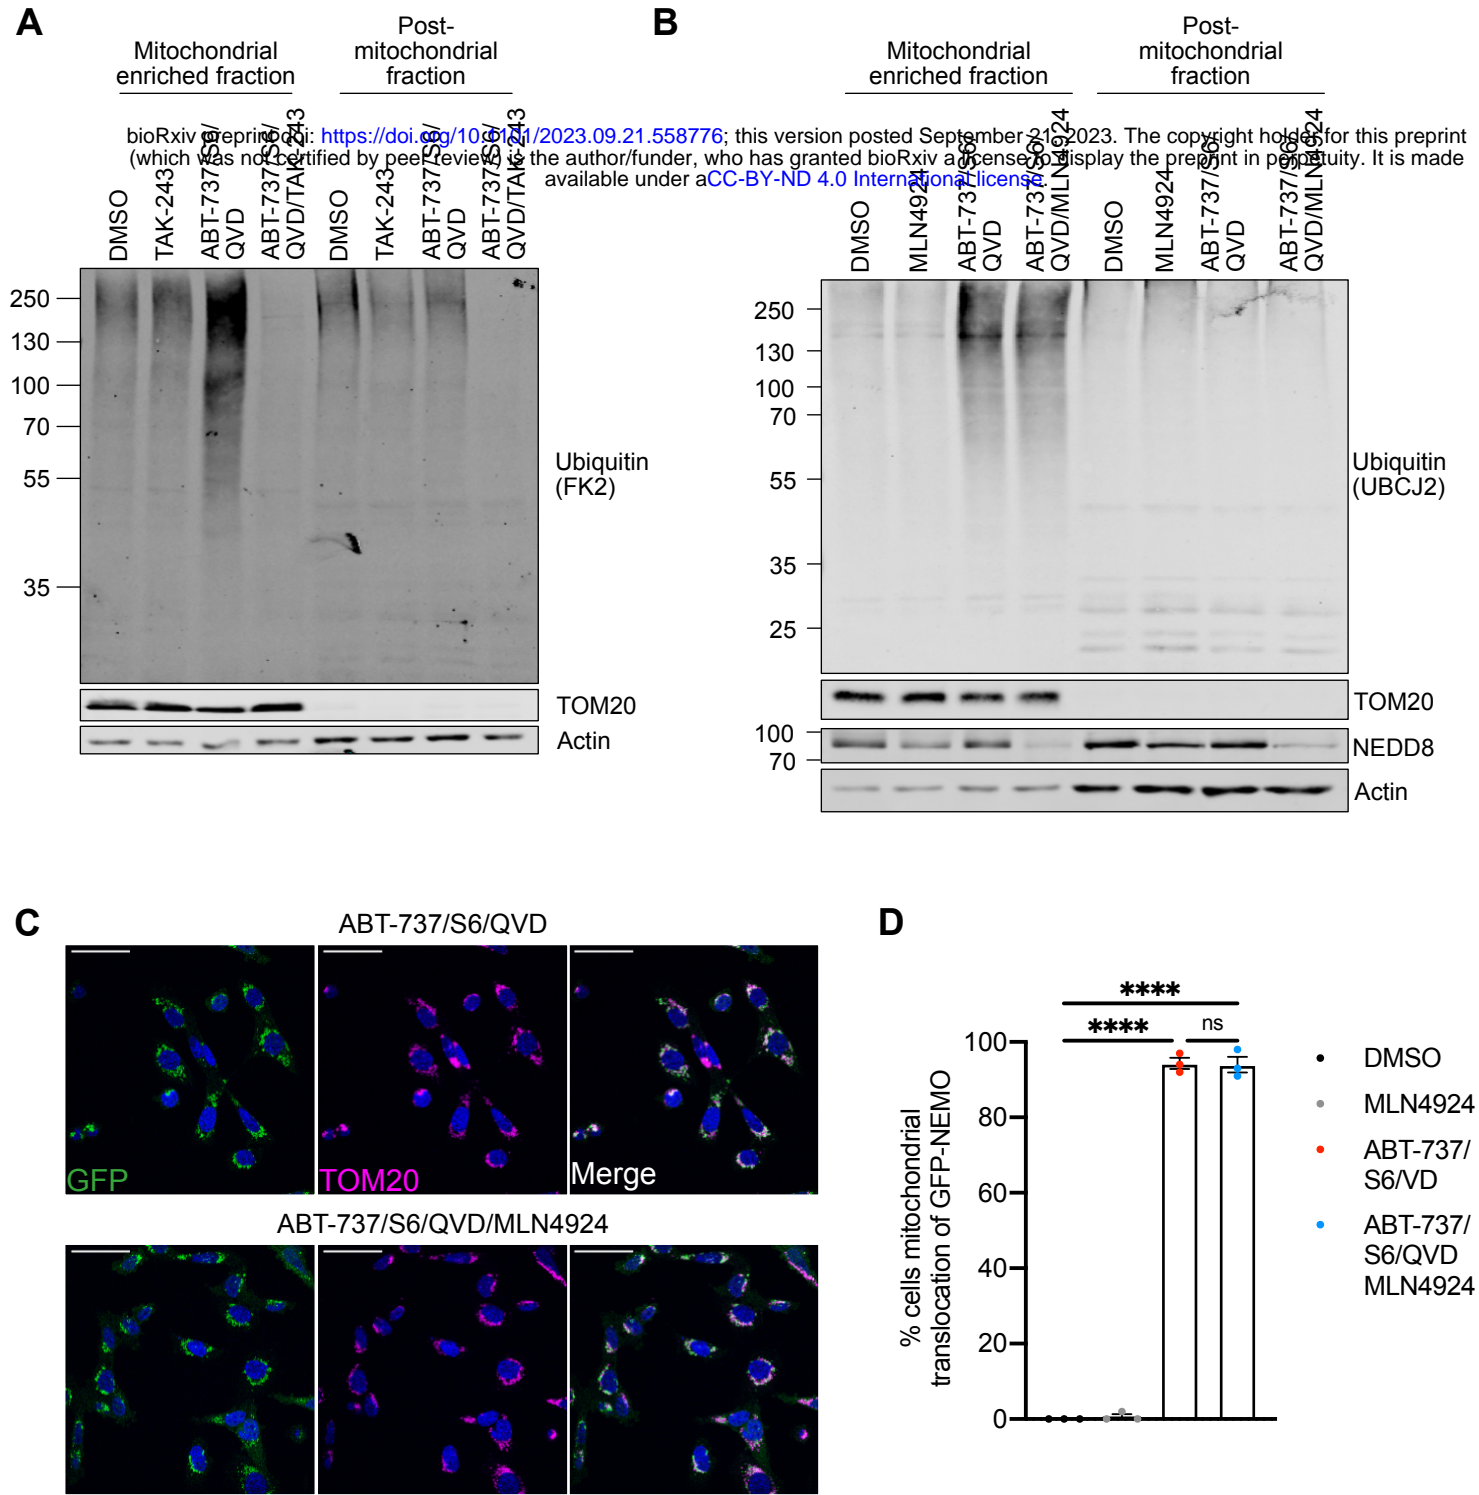 A
Mitochondrial
enriched fraction
Post-
mitochondrial
fraction
B
Mitochondrial
enriched fraction
Post-
mitochondrial
fraction
bioRxiv preprint doi: https://doi.org/10.1101/2023.09.21.558776; this version posted September 21, 2023. The copyright holder for this preprint
(which was not certified by peer review) is the author/funder, who has granted bioRxiv a license to display the preprint in perpetuity. It is made
available under aCC-BY-ND 4.0 International license.
DMSO
TAK-243
ABT-737/S6/
QVD
ABT-737/S6/
QVD/TAK-243
DMSO
TAK-243
ABT-737/S6/
QVD
ABT-737/S6/
QVD/TAK-243
250
130
100
70
55
35
Ubiquitin
(FK2)
TOM20
Actin
DMSO
MLN4924
ABT-737/S6/
QVD
ABT-737/S6/
QVD/MLN4924
DMSO
MLN4924
ABT-737/S6/
QVD
ABT-737/S6/
QVD/MLN4924
250
130
100
70
55
35
25
Ubiquitin
(UBCJ2)
TOM20
100
70
NEDD8
Actin
C
ABT-737/S6/QVD
GFP
TOM20
Merge
ABT-737/S6/QVD/MLN4924
D
% cells mitochondrial
translocation of GFP-NEMO
100
80
60
40
20
0
****
****
ns
DMSO
MLN4924
ABT-737/
S6/VD
ABT-737/
S6/QVD
MLN4924